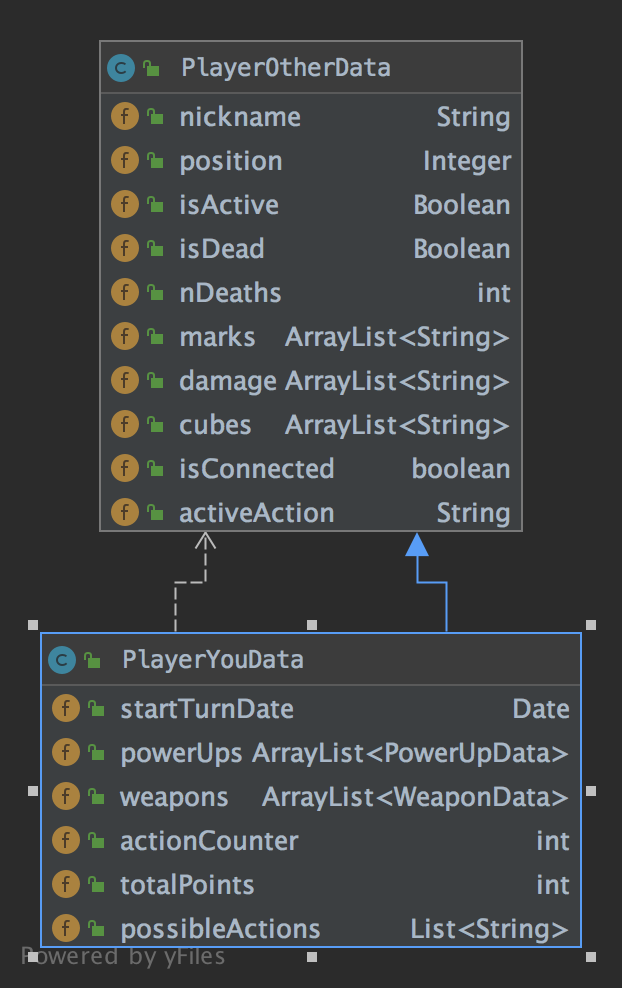 C PlayerOtherData
f nickname String
f position Integer
f isActive Boolean
f isDead Boolean
f nDeaths int
f marks ArrayList<String>
f damage ArrayList<String>
f cubes ArrayList<String>
f isConnected boolean
f activeAction String
C PlayerYouData
f startTurnDate Date
f powerUps ArrayList<PowerUpData>
f weapons ArrayList<WeaponData>
f actionCounter int
f totalPoints int
f possibleActions List<String>
Powered by yFiles